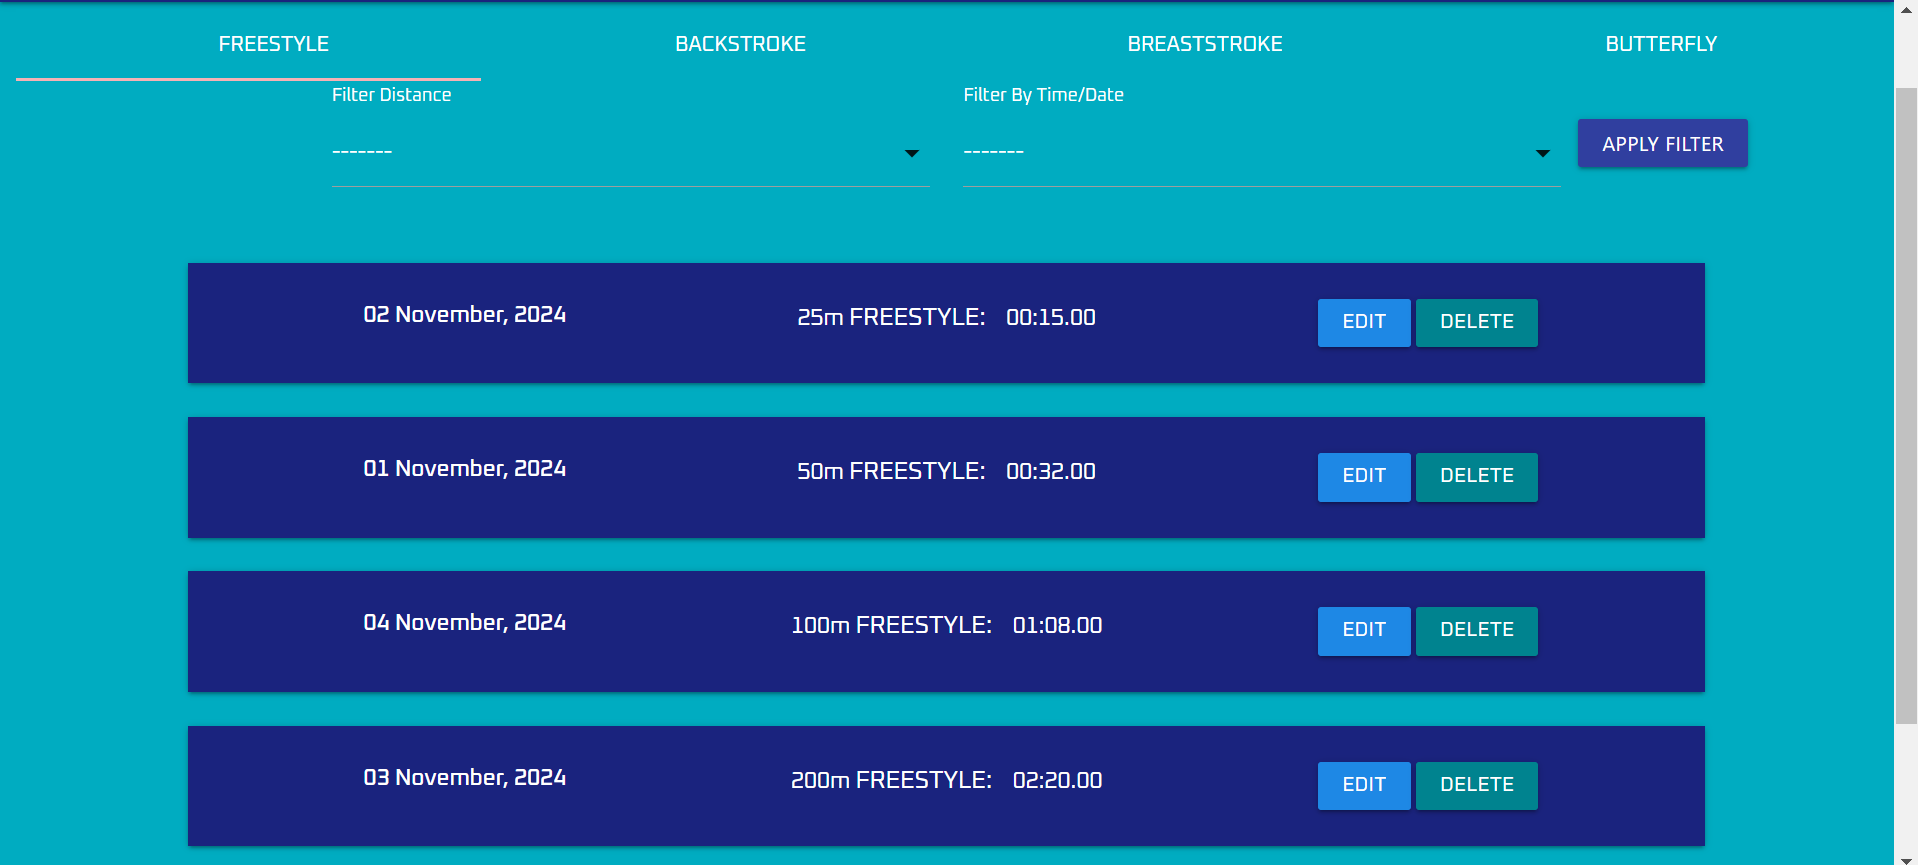 FREESTYLE BACKSTROKE BREASTSTROKE BUTTERFLY
Filter Distance Filter By Time/Date
------- ------- APPLY FILTER
02 November, 2024 25m FREESTYLE: 00:15.00 EDIT DELETE
01 November, 2024 50m FREESTYLE: 00:32.00 EDIT DELETE
04 November, 2024 100m FREESTYLE: 01:08.00 EDIT DELETE
03 November, 2024 200m FREESTYLE: 02:20.00 EDIT DELETE